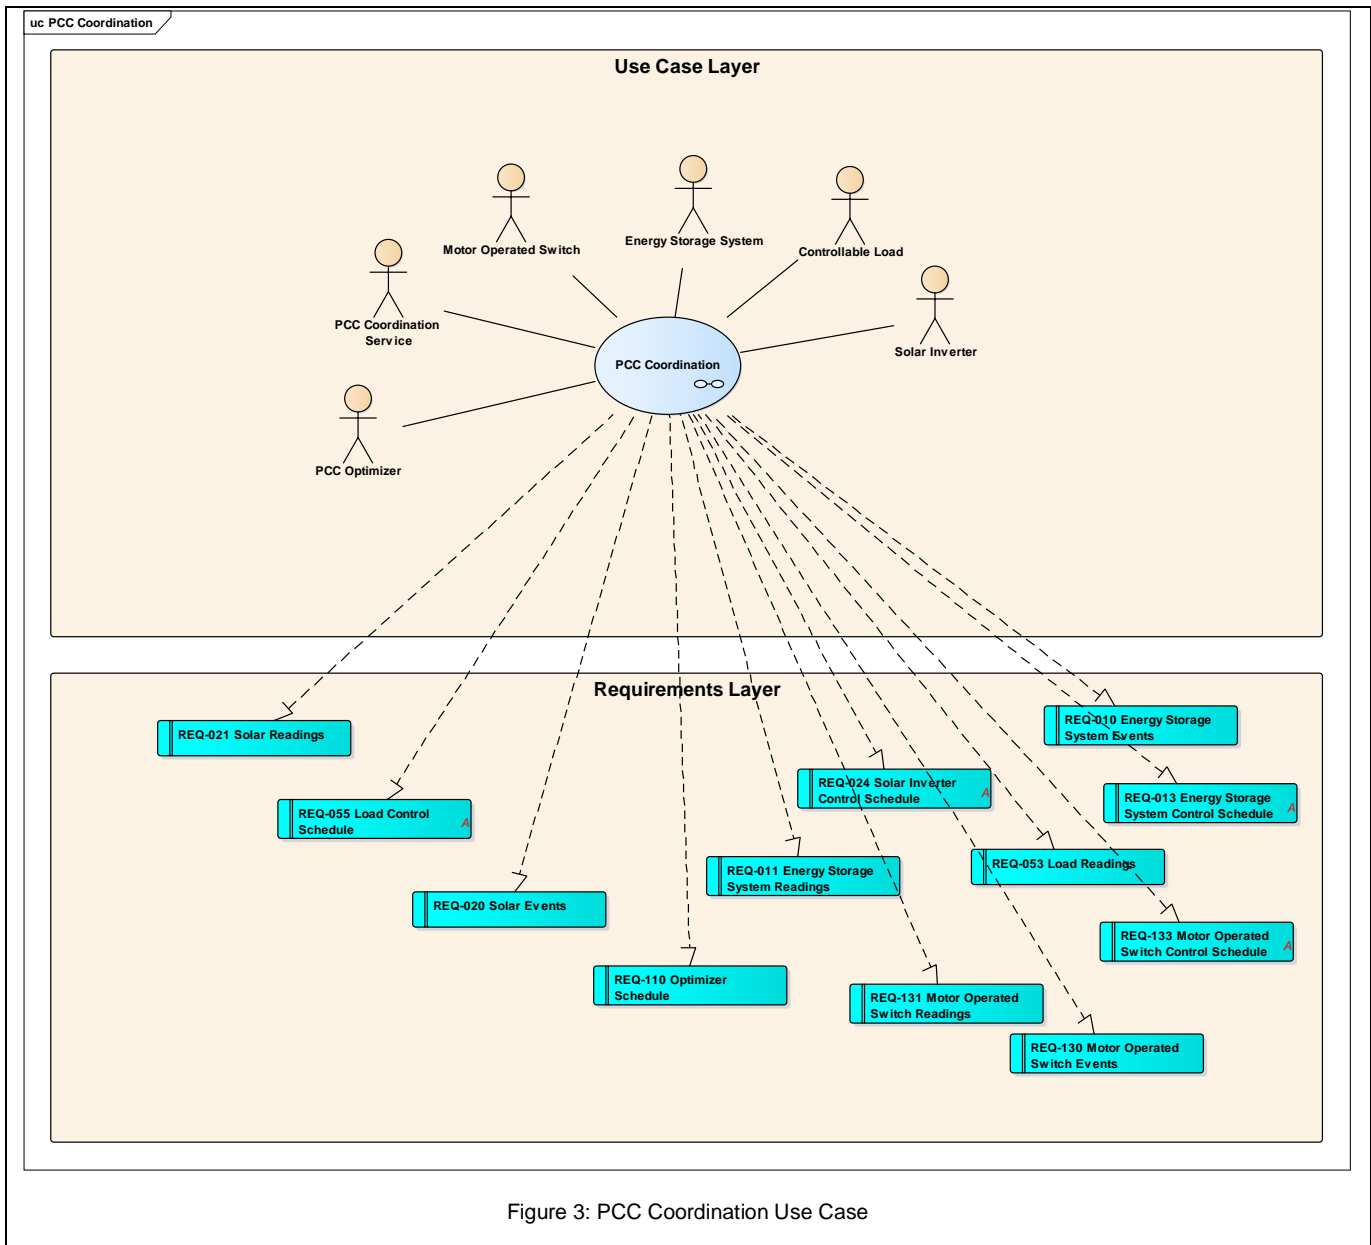 uc PCC Coordination
Use Case Layer
Motor Operated Switch
Energy Storage System
Controllable Load
PCC Coordination
Service
Solar Inverter
PCC Coordination
PCC Optimizer
Requirements Layer
REQ-021 Solar Readings
REQ-010 Energy Storage
System Events
REQ-024 Solar Inverter
Control Schedule
A
REQ-013 Energy Storage
System Control Schedule
A
REQ-055 Load Control
Schedule
A
REQ-011 Energy Storage
System Readings
REQ-053 Load Readings
REQ-020 Solar Events
REQ-133 Motor Operated
Switch Control Schedule
A
REQ-110 Optimizer
Schedule
REQ-131 Motor Operated
Switch Readings
REQ-130 Motor Operated
Switch Events
Figure 3: PCC Coordination Use Case